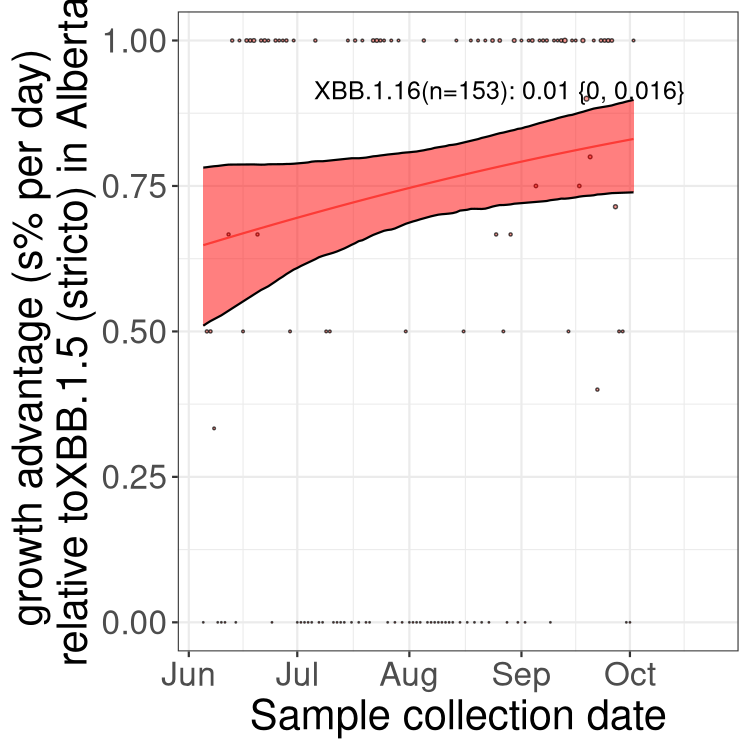 growth advantage (s% per day)
relative toXBB.1.5 (stricto) in Alberta
1.00
0.75
0.50
0.25
0.00
XBB.1.16(n=153): 0.01 {0, 0.016}
Jun Jul Aug Sep Oct
Sample collection date